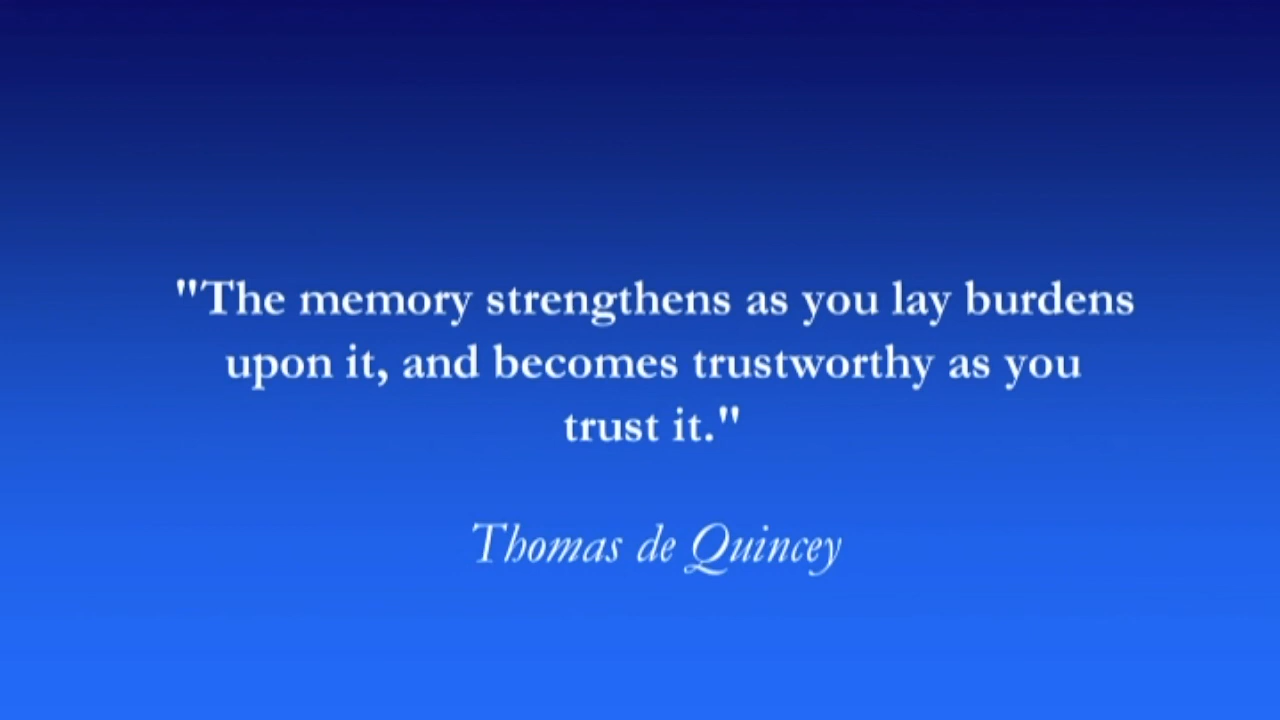 "The memory strengthens as you lay burdens
upon it, and becomes trustworthy as you
trust it."
Thomas de Quincey